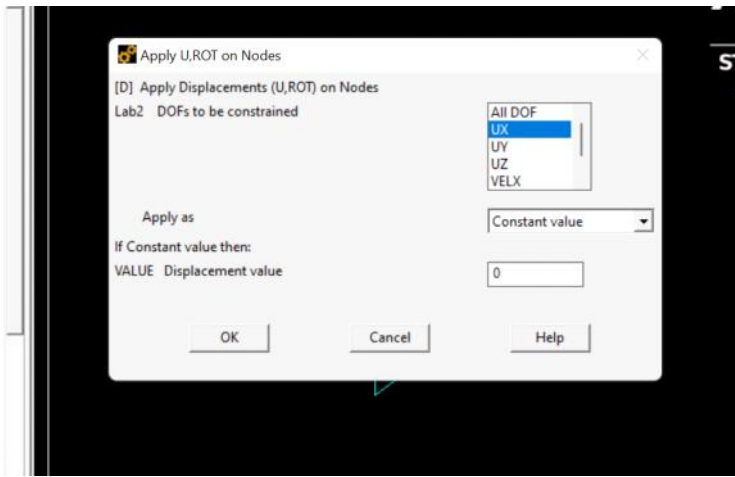 Apply U,ROT on Nodes
[D] Apply Displacements (U,ROT) on Nodes
Lab2 DOFs to be constrained
All DOF
UX
UY
UZ
VELX
Apply as
Constant value
If Constant value then:
VALUE Displacement value
0
OK
Cancel
Help